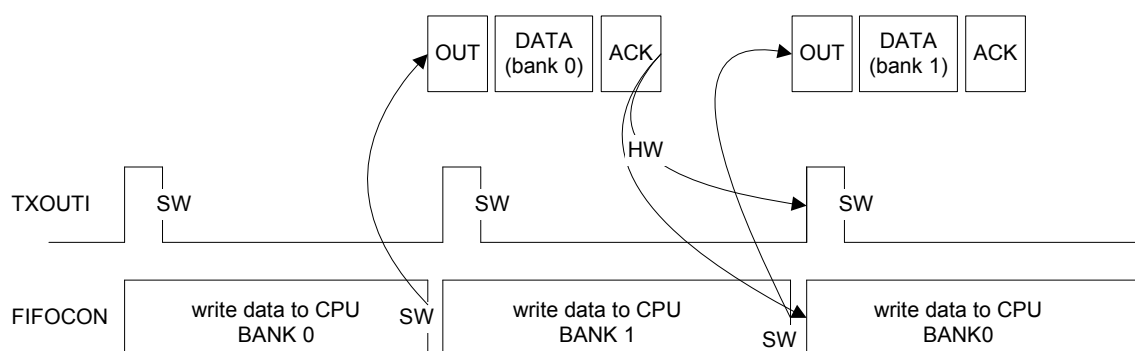 OUT
DATA
(bank 0)
ACK
OUT
DATA
(bank 1)
ACK
HW
TXOUTI
SW
SW
SW
FIFOCON
write data to CPU
BANK 0
SW
write data to CPU
BANK 1
SW
write data to CPU
BANK0